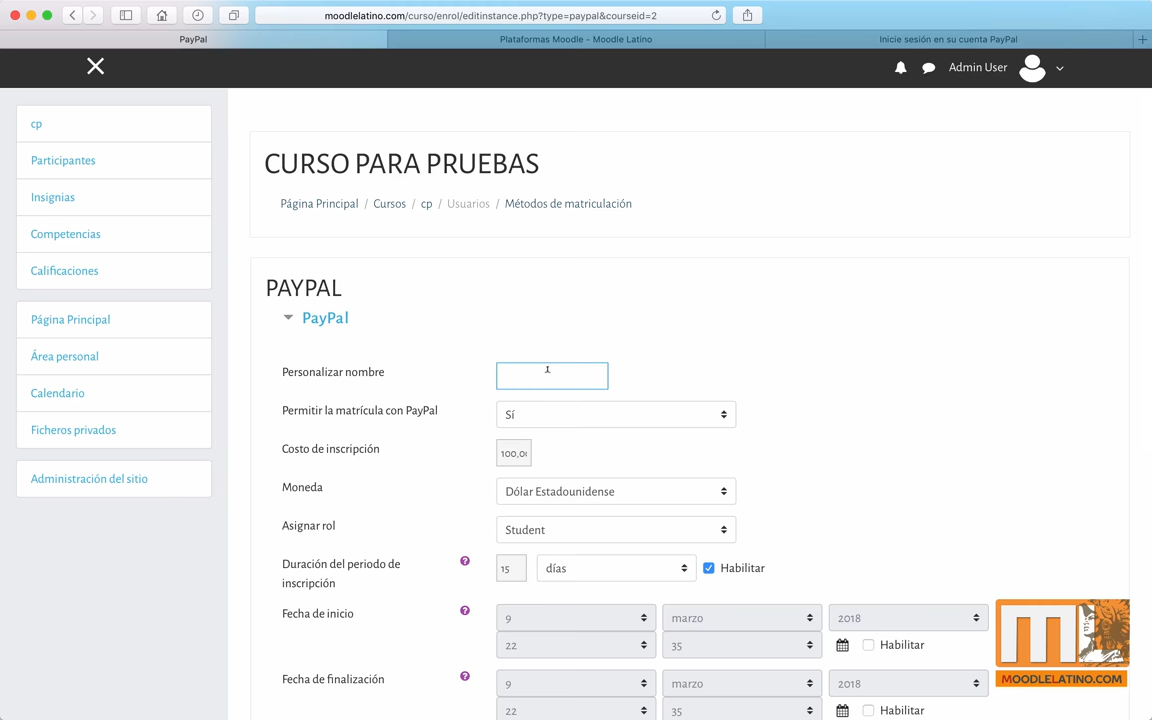 moodlelatino.com/curso/enrol/editinstance.php?type=paypal&courseid=2
PayPal
Plataformas Moodle - Moodle Latino
Inicie sesión en su cuenta PayPal
Admin User
cp
Participantes
Insignias
Competencias
Calificaciones
Página Principal
Área personal
Calendario
Ficheros privados
Administración del sitio
CURSO PARA PRUEBAS
Página Principal / Cursos / cp / Usuarios / Métodos de matriculación
PAYPAL
PayPal
Personalizar nombre
Permitir la matrícula con PayPal
Sí
Costo de inscripción
100,00
Moneda
Dólar Estadounidense
Asignar rol
Student
Duración del periodo de
inscripción
15
días
Habilitar
Fecha de inicio
9
marzo
2018
22
35
Habilitar
Fecha de finalización
9
marzo
2018
22
35
Habilitar
MOODLELATINO.COM